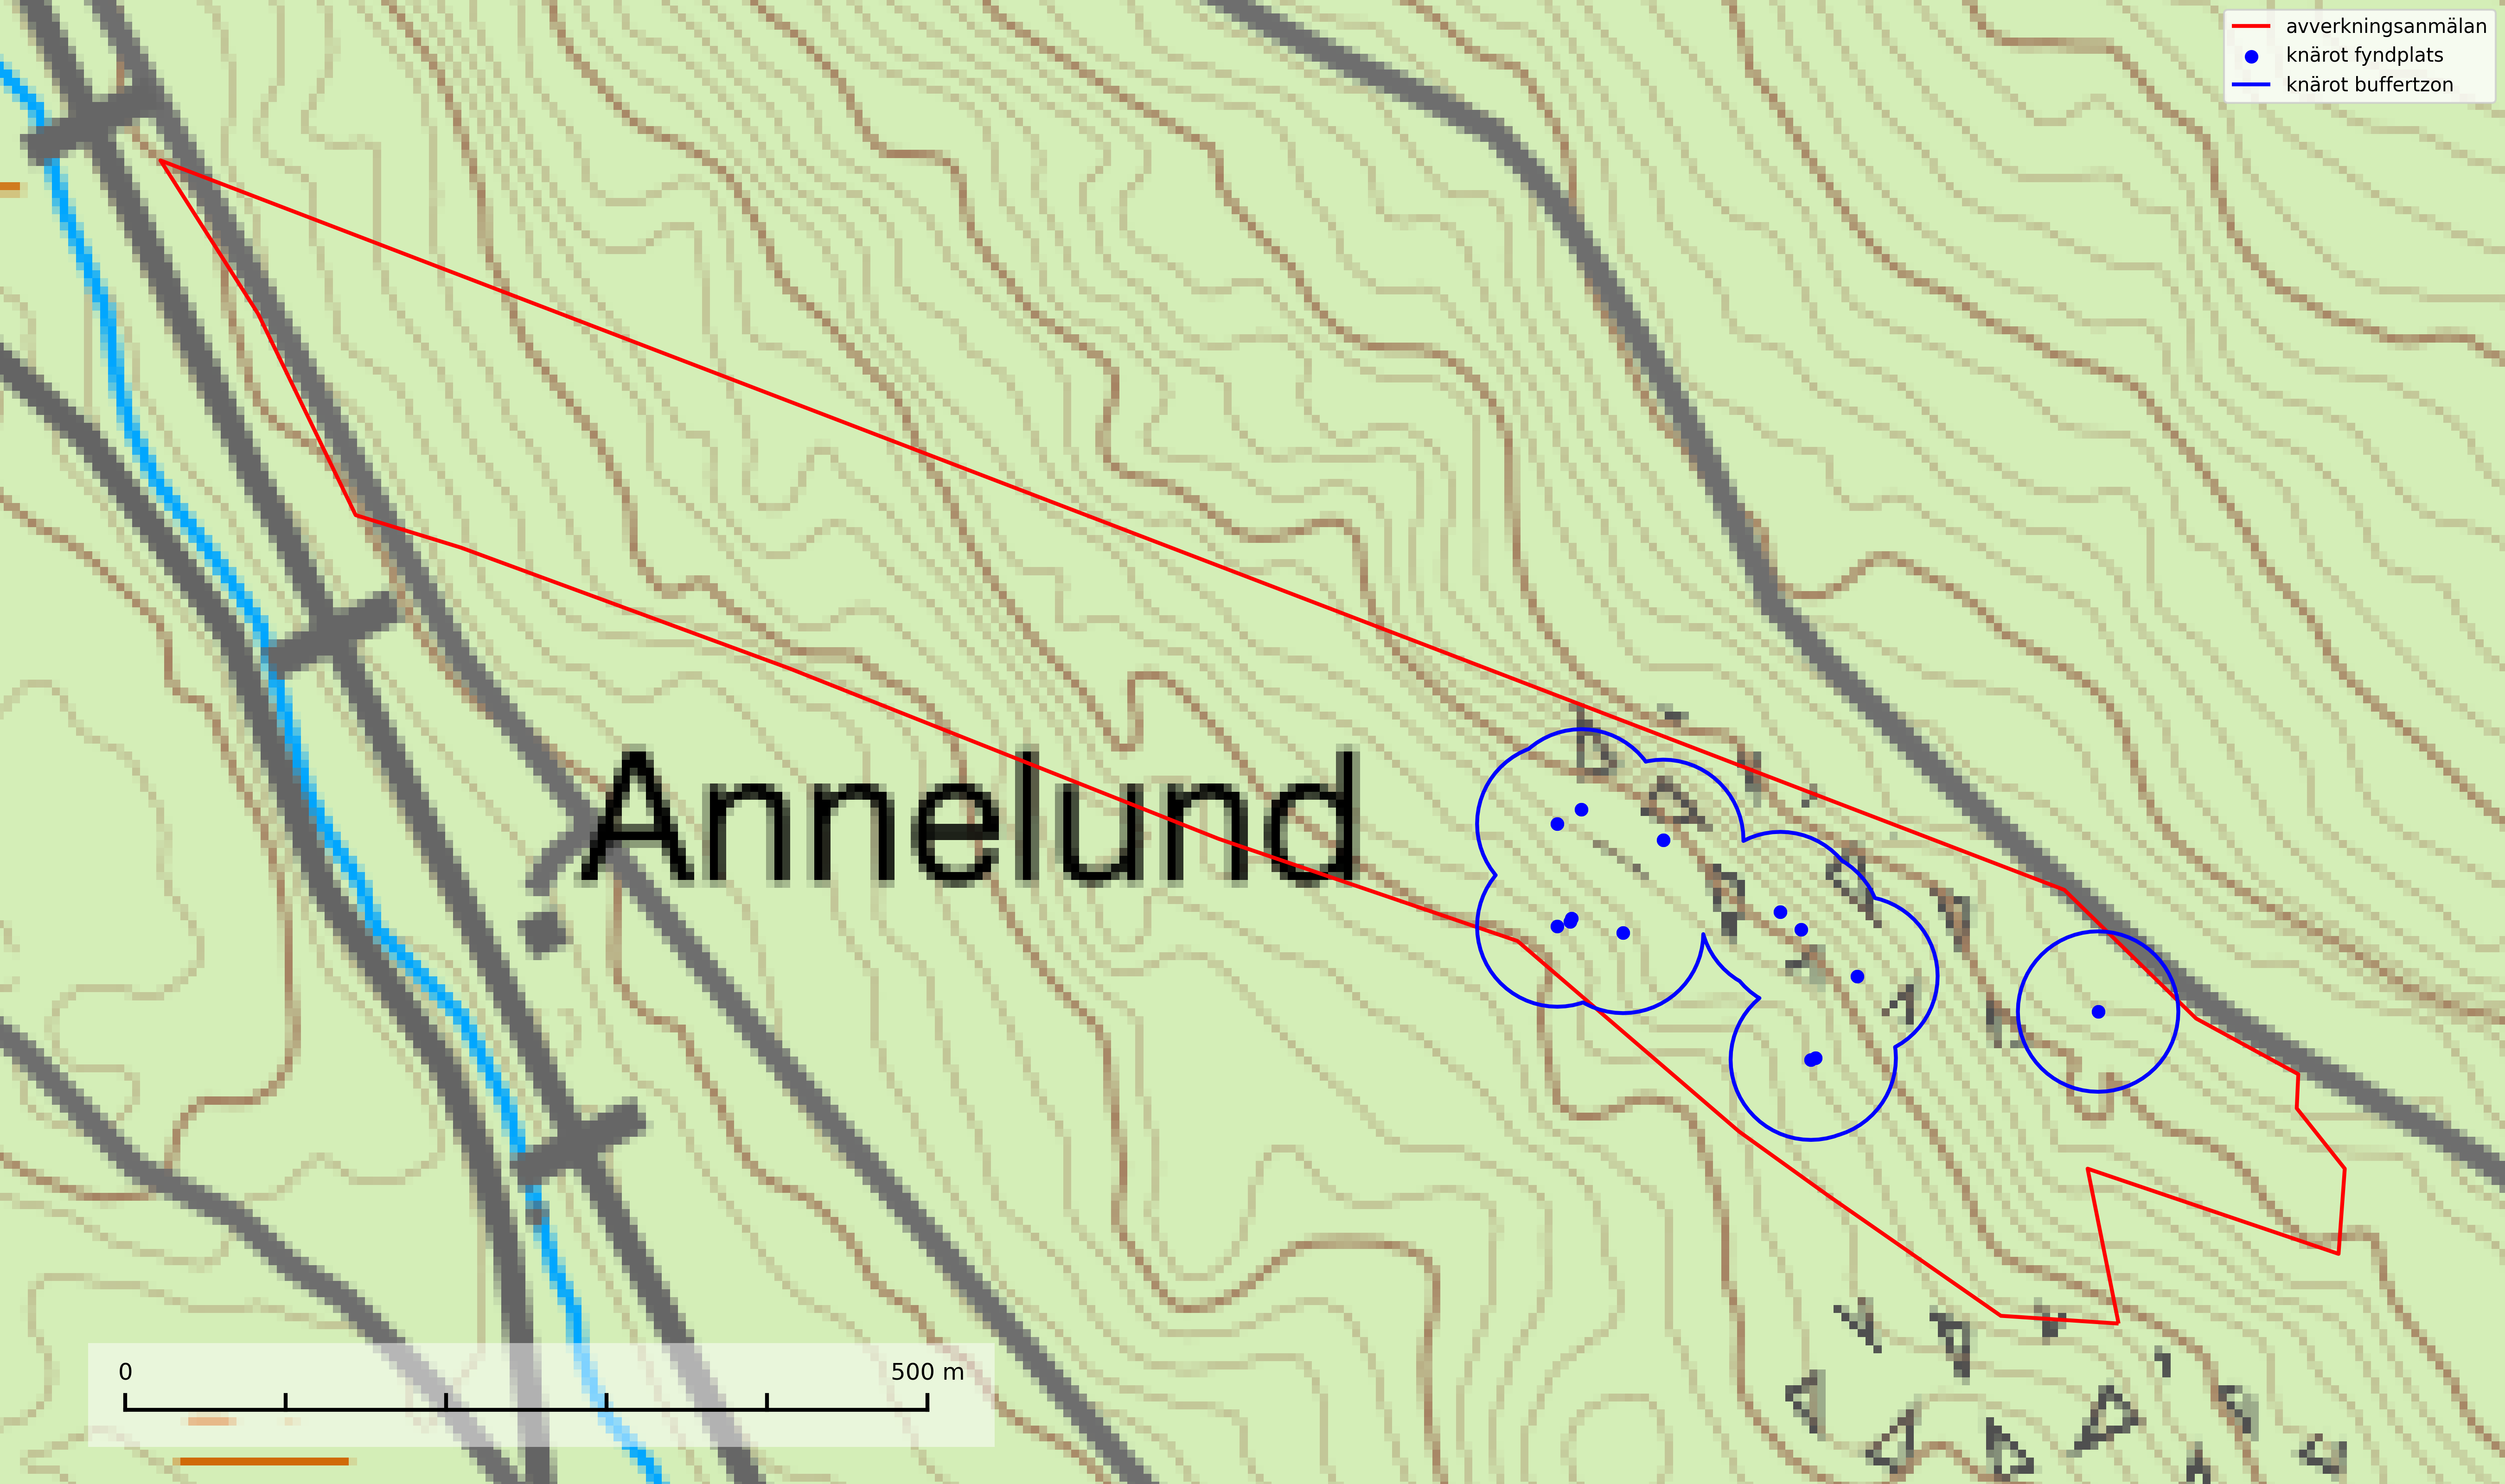 avverkningsanmälan
knärot fyndplats
knärot buffertzon
Annelund
0 500 m